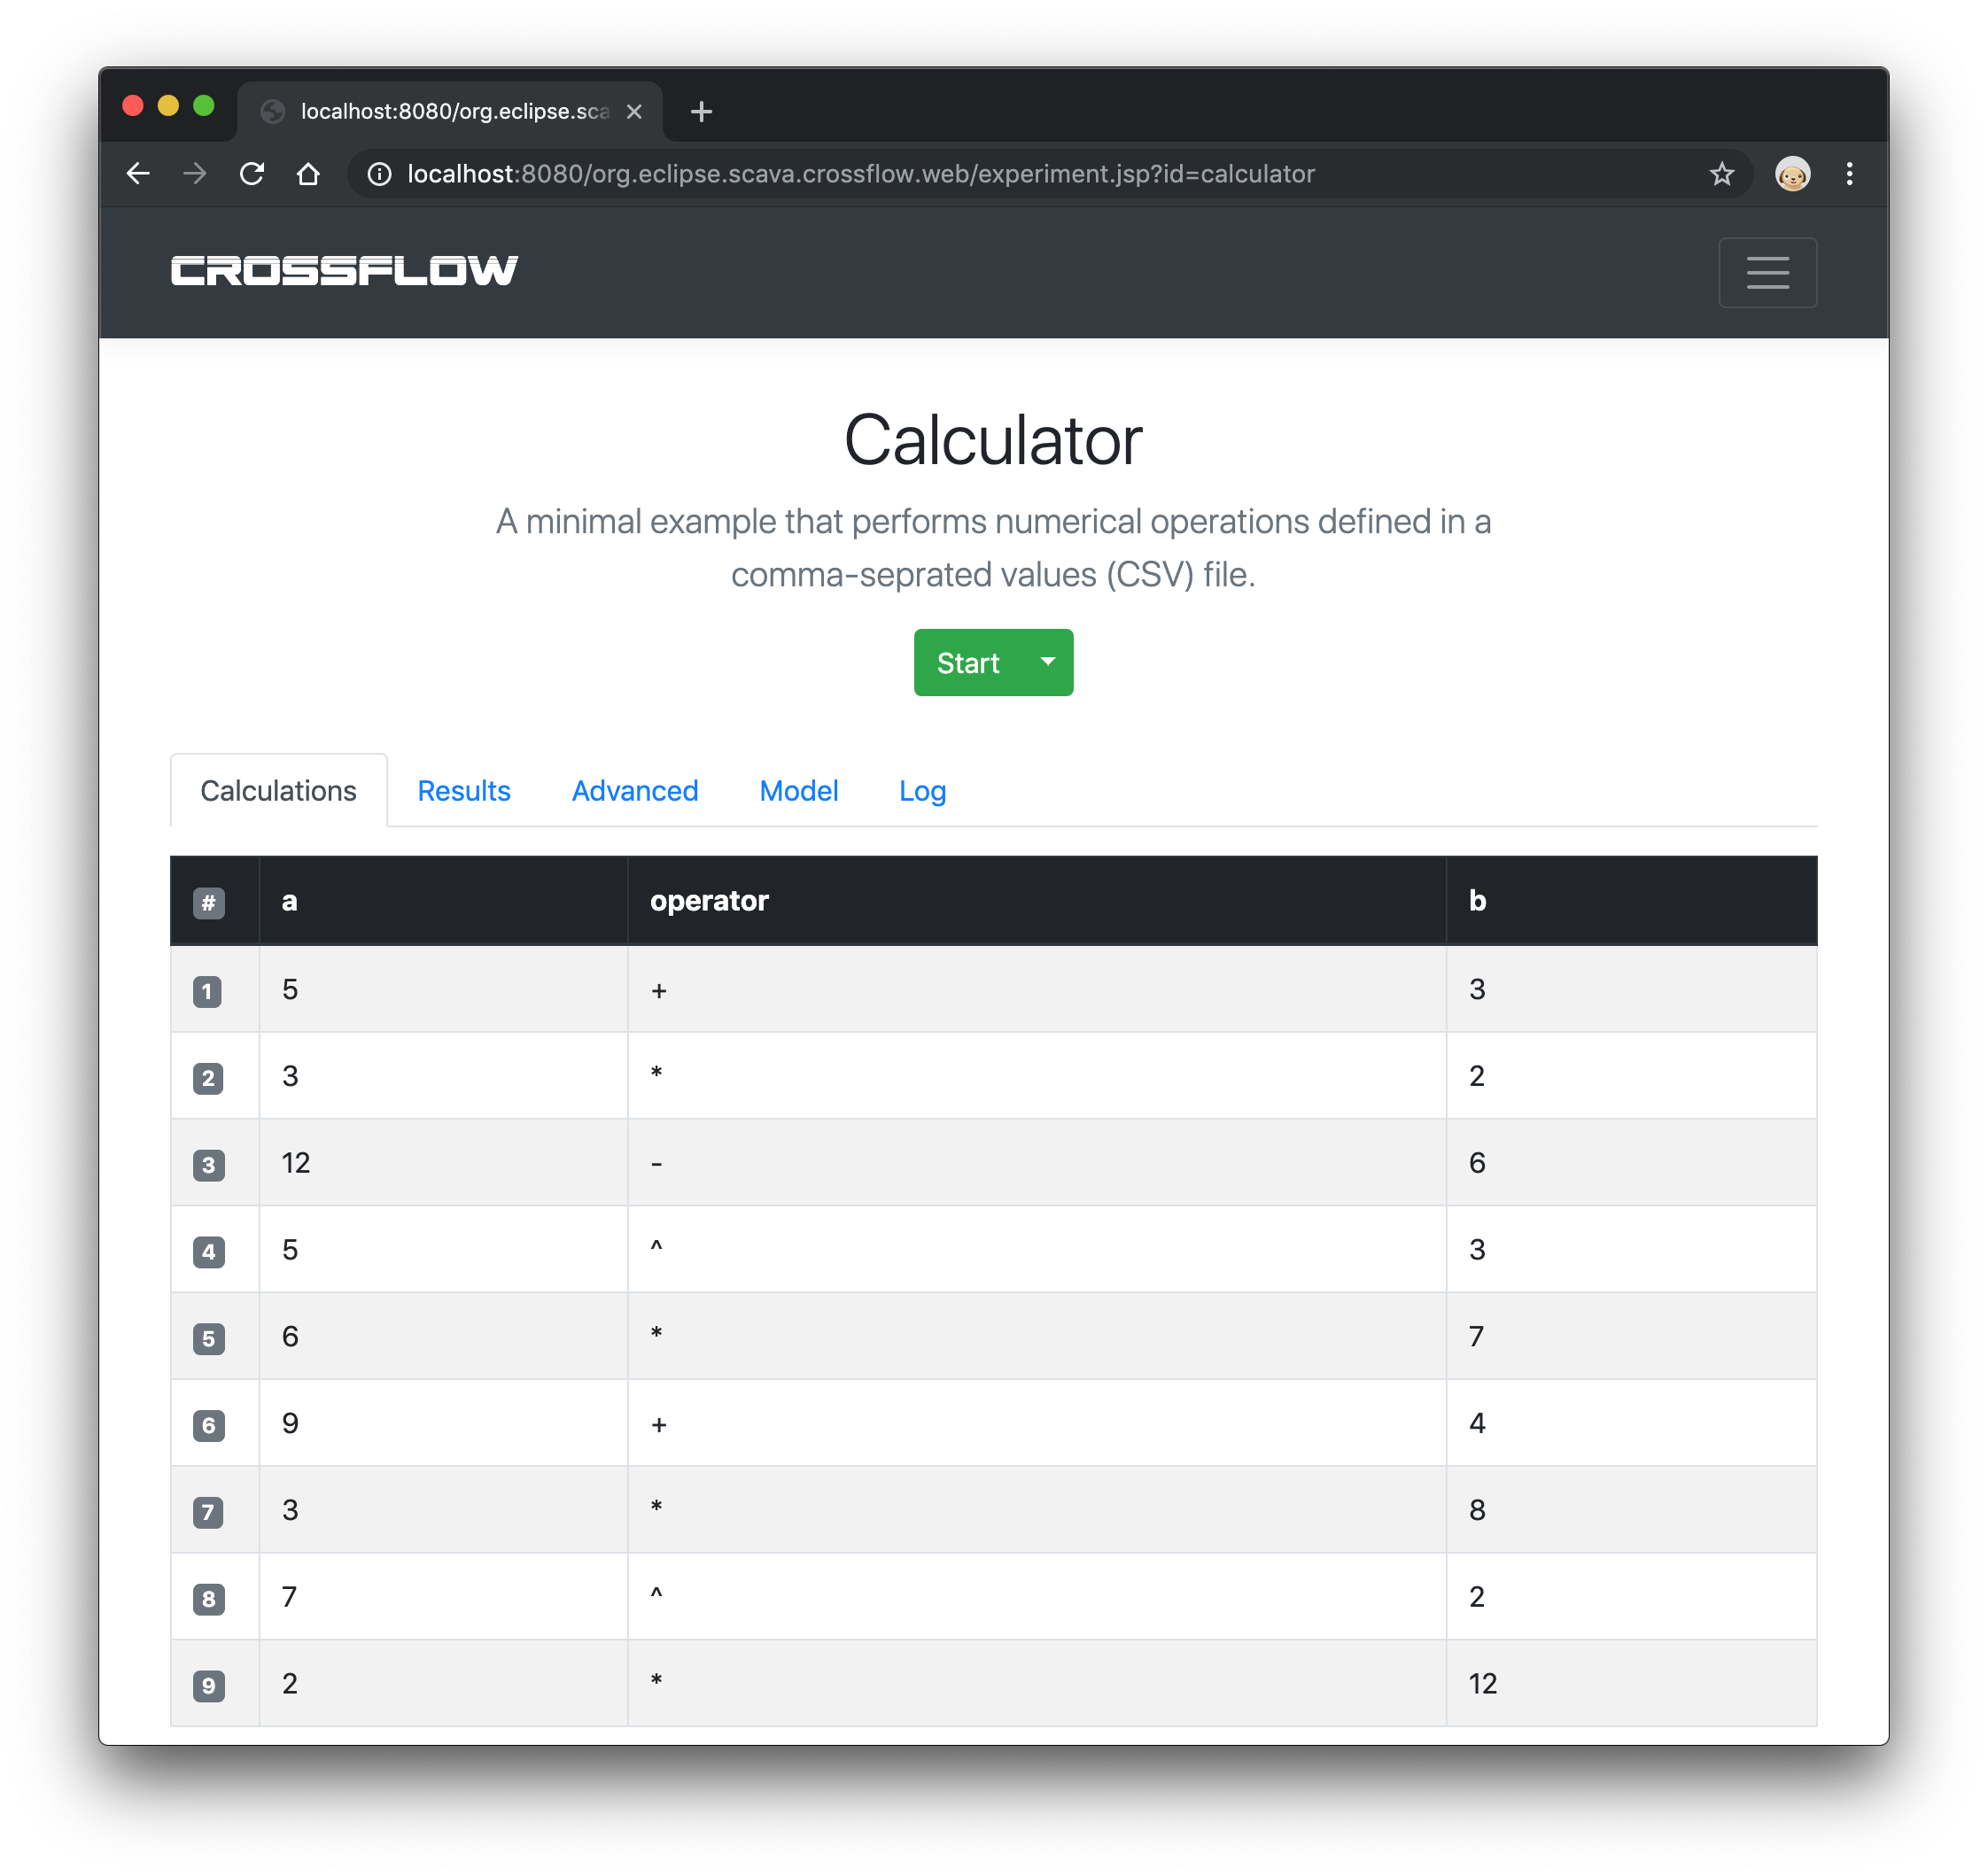 localhost:8080/org.eclipse.sca
localhost:8080/org.eclipse.scava.crossflow.web/experiment.jsp?id=calculator
CROSSFLOW
Calculator
A minimal example that performs numerical operations defined in a
comma-seprated values (CSV) file.
Start
Calculations Results Advanced Model Log
# a operator b
1 5 + 3
2 3 * 2
3 12 - 6
4 5 ^ 3
5 6 * 7
6 9 + 4
7 3 * 8
8 7 ^ 2
9 2 * 12